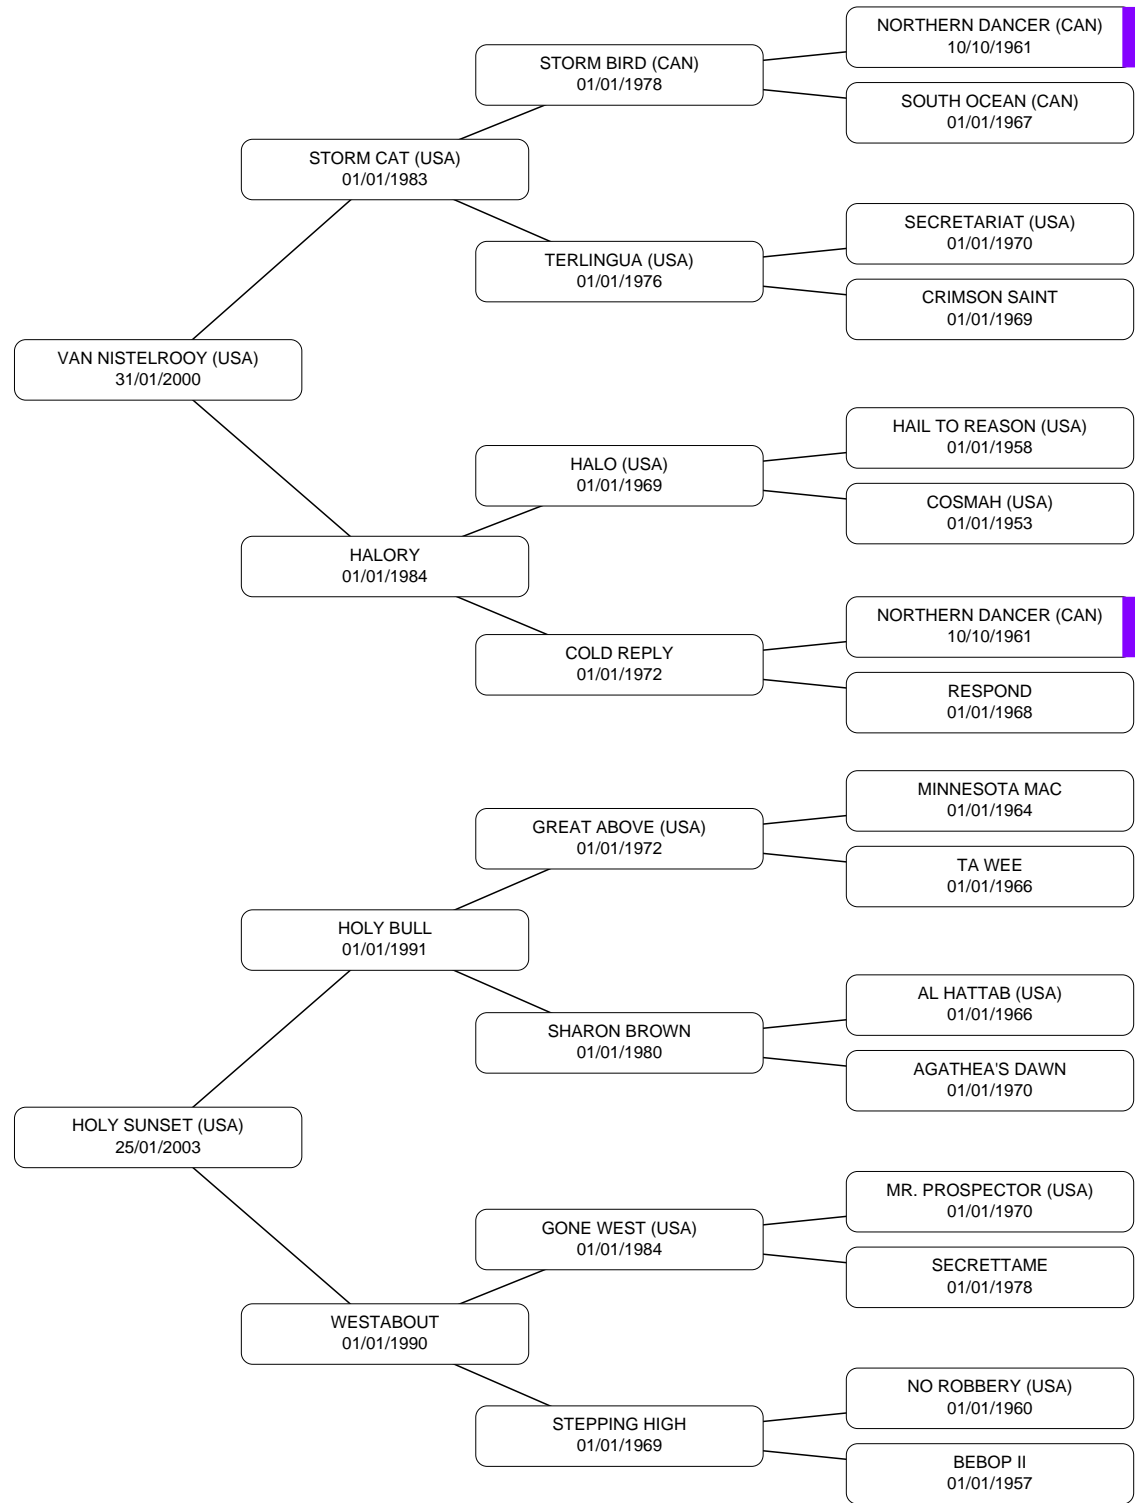 NORTHERN DANCER (CAN)
10/10/1961
STORM BIRD (CAN)
01/01/1978
SOUTH OCEAN (CAN)
01/01/1967
STORM CAT (USA)
01/01/1983
SECRETARIAT (USA)
01/01/1970
TERLINGUA (USA)
01/01/1976
CRIMSON SAINT
01/01/1969
VAN NISTELROOY (USA)
31/01/2000
HAIL TO REASON (USA)
01/01/1958
HALO (USA)
01/01/1969
COSMAH (USA)
01/01/1953
HALORY
01/01/1984
NORTHERN DANCER (CAN)
10/10/1961
COLD REPLY
01/01/1972
RESPOND
01/01/1968
MINNESOTA MAC
01/01/1964
GREAT ABOVE (USA)
01/01/1972
TA WEE
01/01/1966
HOLY BULL
01/01/1991
AL HATTAB (USA)
01/01/1966
SHARON BROWN
01/01/1980
AGATHEA'S DAWN
01/01/1970
HOLY SUNSET (USA)
25/01/2003
MR. PROSPECTOR (USA)
01/01/1970
GONE WEST (USA)
01/01/1984
SECRETTAME
01/01/1978
WESTABOUT
01/01/1990
NO ROBBERY (USA)
01/01/1960
STEPPING HIGH
01/01/1969
BEBOP II
01/01/1957